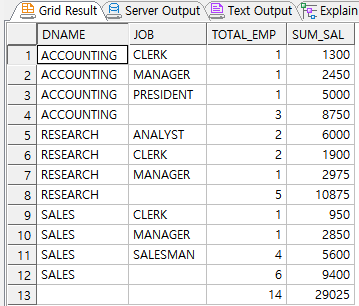 Grid Result Server Output Text Output Explain
DNAME JOB TOTAL_EMP SUM_SAL
1 ACCOUNTING CLERK 1 1300
2 ACCOUNTING MANAGER 1 2450
3 ACCOUNTING PRESIDENT 1 5000
4 ACCOUNTING 3 8750
5 RESEARCH ANALYST 2 6000
6 RESEARCH CLERK 2 1900
7 RESEARCH MANAGER 1 2975
8 RESEARCH 5 10875
9 SALES CLERK 1 950
10 SALES MANAGER 1 2850
11 SALES SALESMAN 4 5600
12 SALES 6 9400
13 14 29025